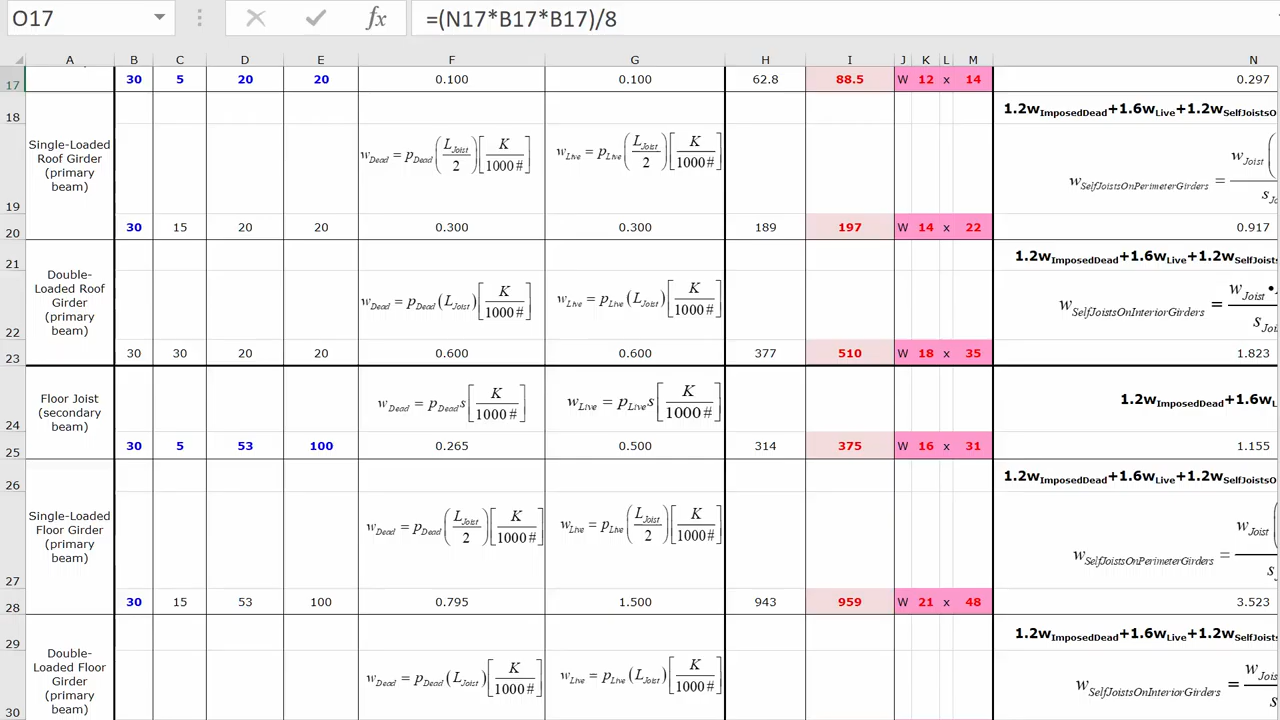 O17 fx =(N17*B17*B17)/8
A B C D E F G H I J K L M N
17 30 5 20 20 0.100 0.100 62.8 88.5 W 12 x 14 0.297
18 1.2wImposedDead+1.6wLive+1.2wSelfJoistsO
Single-Loaded
Roof Girder
(primary
beam)
wDead = pDead(LJoist/2)[K/1000#] wLive = pLive(LJoist/2)[K/1000#]
wSelfJoistsOnPerimeterGirders = wJoist(
19
20 30 15 20 20 0.300 0.300 189 197 W 14 x 22 0.917
21 1.2wImposedDead+1.6wLive+1.2wSelfJoists
Double-
Loaded Roof
Girder
(primary
beam)
wDead = pDead(LJoist)[K/1000#] wLive = pLive(LJoist)[K/1000#]
wSelfJoistsOnInteriorGirders = wJoist•
22
23 30 30 20 20 0.600 0.600 377 510 W 18 x 35 1.823
Floor Joist
(secondary
beam)
wDead = pDeads[K/1000#] wLive = pLives[K/1000#] 1.2wImposedDead+1.6wL
24
25 30 5 53 100 0.265 0.500 314 375 W 16 x 31 1.155
26 1.2wImposedDead+1.6wLive+1.2wSelfJoistsO
Single-Loaded
Floor Girder
(primary
beam)
wDead = pDead(LJoist/2)[K/1000#] wLive = pLive(LJoist/2)[K/1000#]
wSelfJoistsOnPerimeterGirders = wJoist(
27
28 30 15 53 100 0.795 1.500 943 959 W 21 x 48 3.523
29 1.2wImposedDead+1.6wLive+1.2wSelfJoists
Double-
Loaded Floor
Girder
(primary
beam)
wDead = pDead(LJoist)[K/1000#] wLive = pLive(LJoist)[K/1000#]
wSelfJoistsOnInteriorGirders = wJois
30